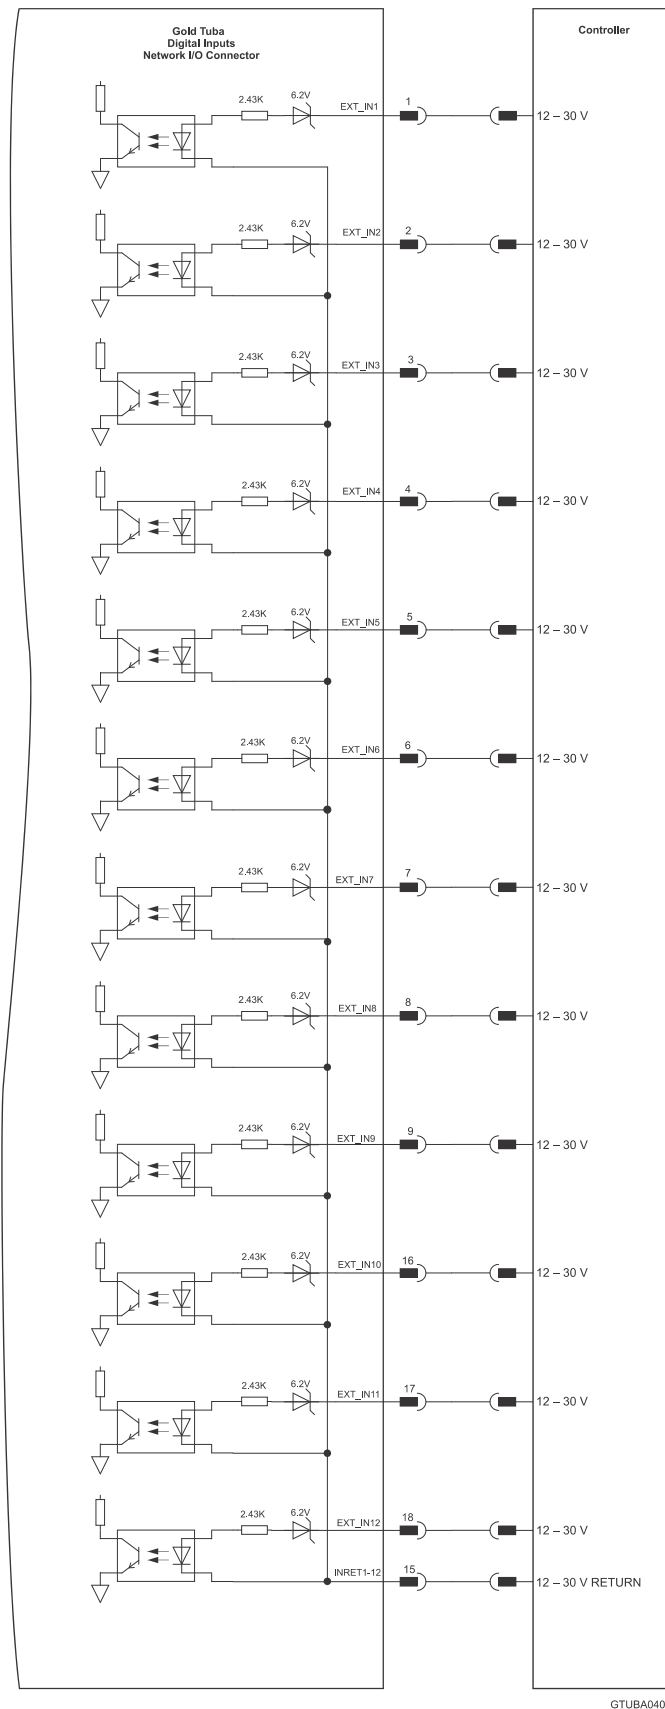 Gold Tuba
Digital Inputs
Network I/O Connector
Controller
2.43K 6.2V EXT_IN1 1 12 – 30 V
2.43K 6.2V EXT_IN2 2 12 – 30 V
2.43K 6.2V EXT_IN3 3 12 – 30 V
2.43K 6.2V EXT_IN4 4 12 – 30 V
2.43K 6.2V EXT_IN5 5 12 – 30 V
2.43K 6.2V EXT_IN6 6 12 – 30 V
2.43K 6.2V EXT_IN7 7 12 – 30 V
2.43K 6.2V EXT_IN8 8 12 – 30 V
2.43K 6.2V EXT_IN9 9 12 – 30 V
2.43K 6.2V EXT_IN10 16 12 – 30 V
2.43K 6.2V EXT_IN11 17 12 – 30 V
2.43K 6.2V EXT_IN12 18 12 – 30 V
INRET1-12 15 12 – 30 V RETURN
GTUBA040